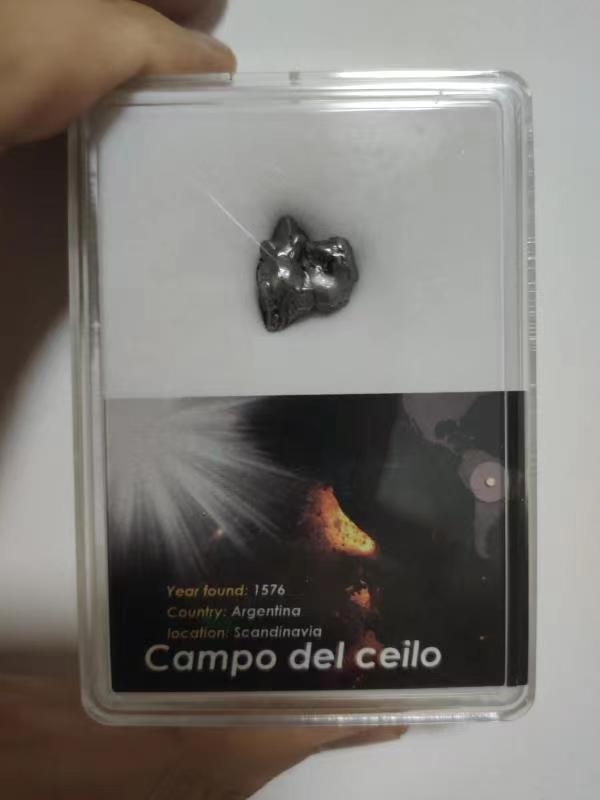 Year found: 1576
Country: Argentina
location: Scandinavia
Campo del ceilo